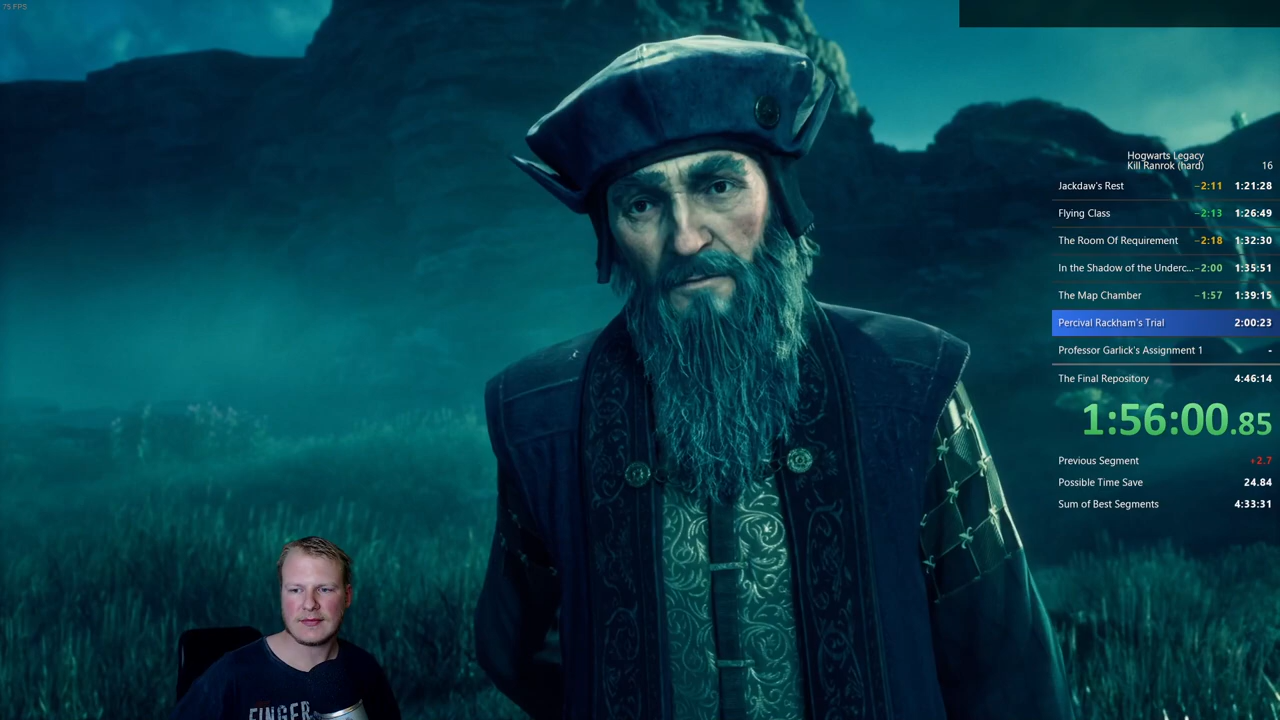 75 FPS
Hogwarts Legacy
Kill Ranrok (hard) 16
Jackdaw's Rest −2:11 1:21:28
Flying Class −2:13 1:26:49
The Room Of Requirement −2:18 1:32:30
In the Shadow of the Underc... −2:00 1:35:51
The Map Chamber −1:57 1:39:15
Percival Rackham's Trial 2:00:23
Professor Garlick's Assignment 1 -
The Final Repository 4:46:14
1:56:00.85
Previous Segment +2.7
Possible Time Save 24.84
Sum of Best Segments 4:33:31
FINGER